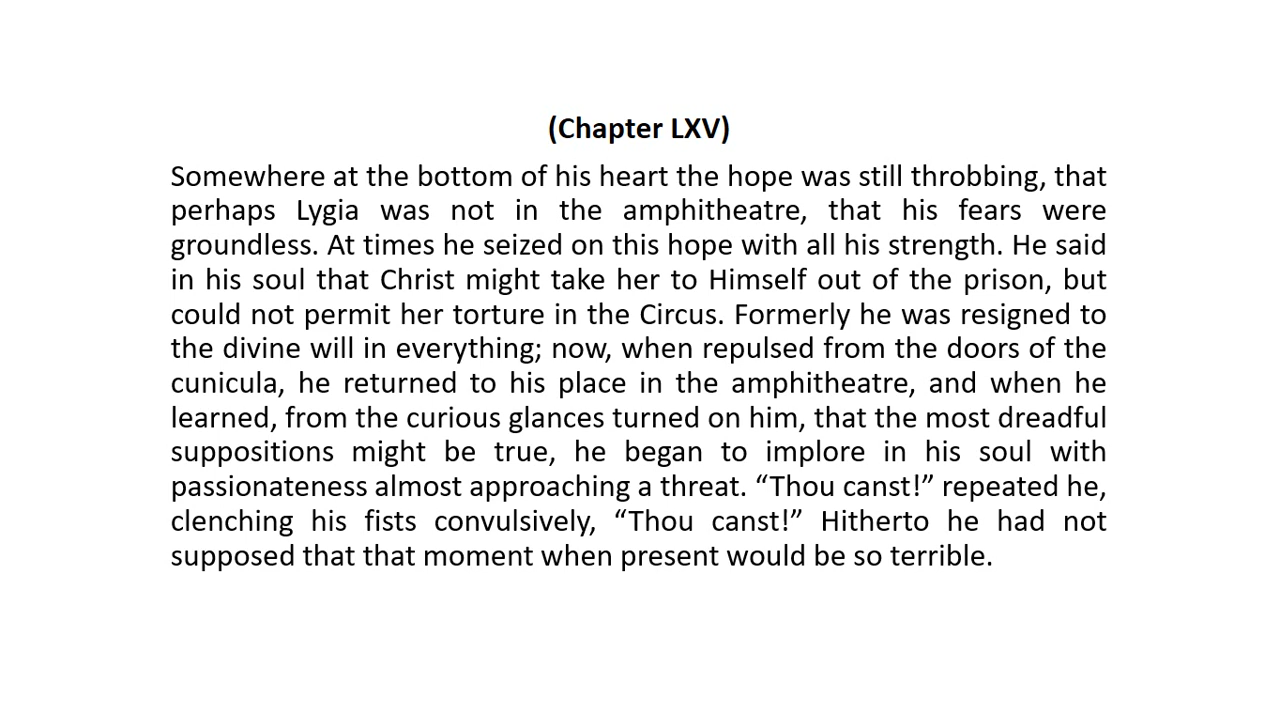 (Chapter LXV)
Somewhere at the bottom of his heart the hope was still throbbing, that
perhaps Lygia was not in the amphitheatre, that his fears were
groundless. At times he seized on this hope with all his strength. He said
in his soul that Christ might take her to Himself out of the prison, but
could not permit her torture in the Circus. Formerly he was resigned to
the divine will in everything; now, when repulsed from the doors of the
cunicula, he returned to his place in the amphitheatre, and when he
learned, from the curious glances turned on him, that the most dreadful
suppositions might be true, he began to implore in his soul with
passionateness almost approaching a threat. “Thou canst!” repeated he,
clenching his fists convulsively, “Thou canst!” Hitherto he had not
supposed that that moment when present would be so terrible.